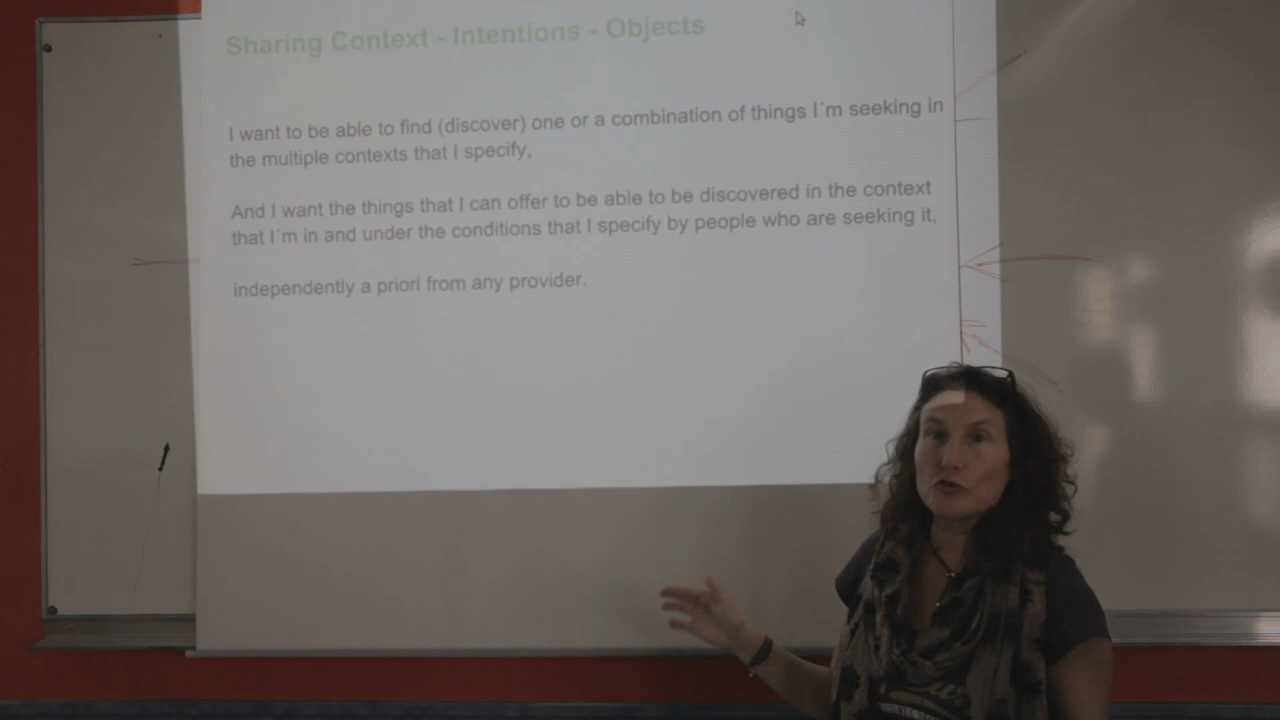 Sharing Context - Intentions - Objects
I want to be able to find (discover) one or a combination of things I´m seeking in
the multiple contexts that I specify,
And I want the things that I can offer to be able to be discovered in the context
that I´m in and under the conditions that I specify by people who are seeking it,
independently a priori from any provider.